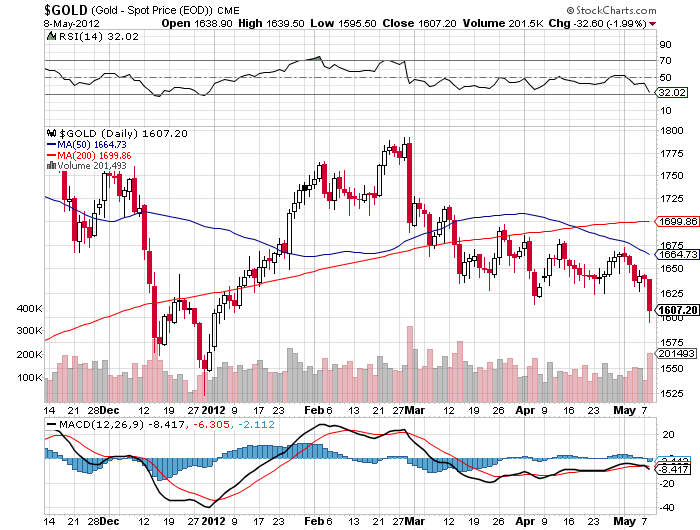 $GOLD (Gold - Spot Price (EOD)) CME
© StockCharts.com
8-May-2012 Open 1638.90 High 1639.50 Low 1595.50 Close 1607.20 Volume 201.5K Chg -32.60 (-1.99%)
RSI(14) 32.02
90
70
50
32.02
30
10
$GOLD (Daily) 1607.20
MA(50) 1664.73
MA(200) 1699.86
Volume 201,493
1800
1775
1750
1725
1699.86
1675
1664.73
1650
1625
1607.20
1600
1575
201493
1550
1525
400K
300K
200K
100K
14 21 28 Dec 12 19 27 2012 9 17 23 Feb 6 13 21 27 Mar 12 19 26 Apr 9 16 23 May 7
MACD(12,26,9) -8.417, -6.305, -2.112
20
-8.417
-20
-30
-40
14 21 28 Dec 12 19 27 2012 9 17 23 Feb 6 13 21 27 Mar 12 19 26 Apr 9 16 23 May 7